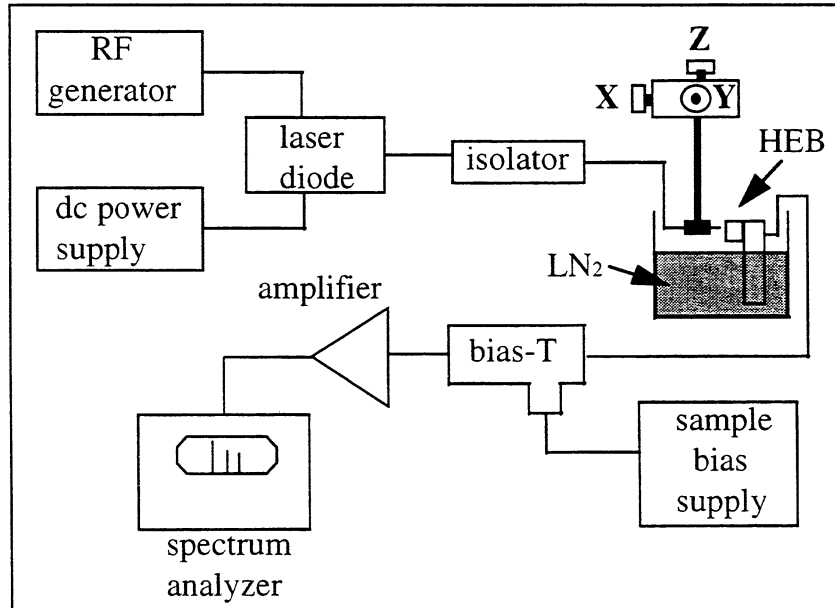 RF
generator
Z
X
Y
HEB
laser
diode
isolator
dc power
supply
LN₂
amplifier
bias-T
sample
bias
supply
spectrum
analyzer